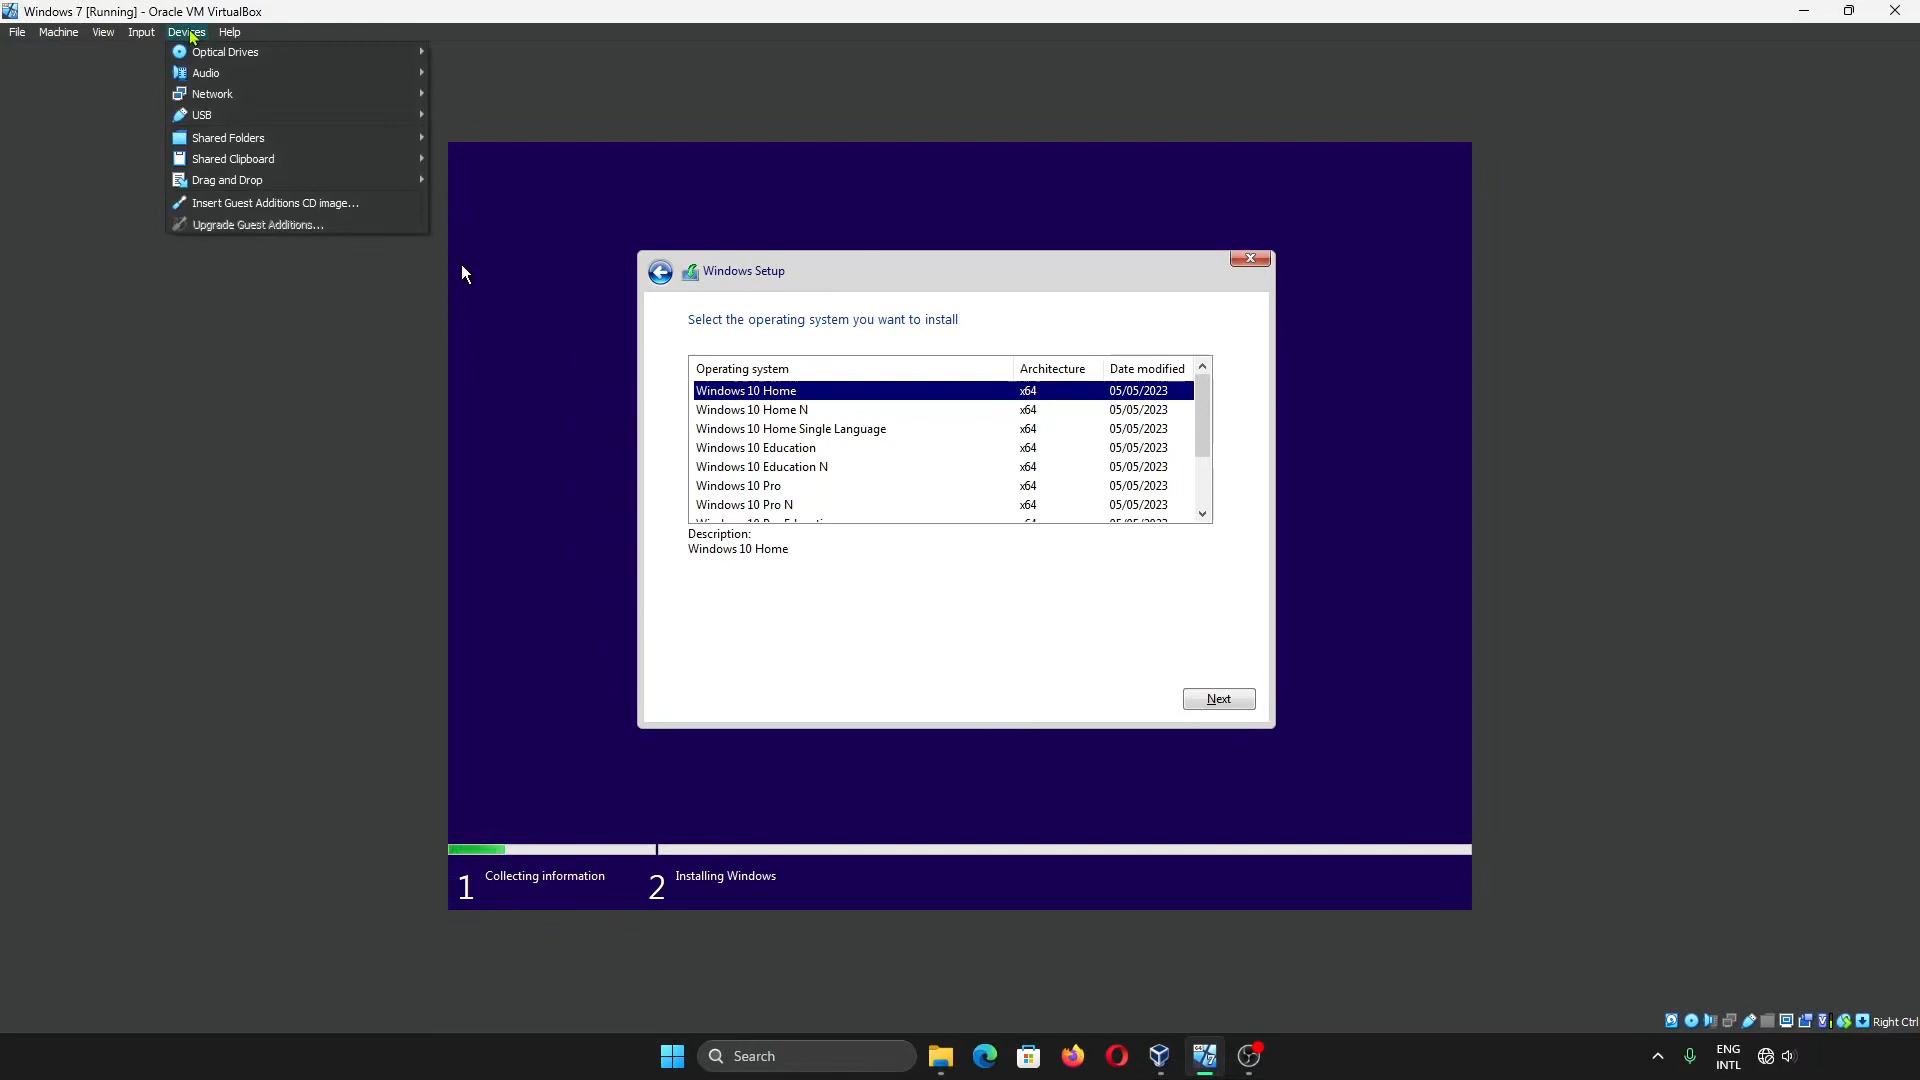 Windows 7 [Running] - Oracle VM VirtualBox
File Machine View Input Devices Help
Optical Drives
Audio
Network
USB
Shared Folders
Shared Clipboard
Drag and Drop
Insert Guest Additions CD image...
Upgrade Guest Additions...
Windows Setup
Select the operating system you want to install
Operating system Architecture Date modified
Windows 10 Home x64 05/05/2023
Windows 10 Home N x64 05/05/2023
Windows 10 Home Single Language x64 05/05/2023
Windows 10 Education x64 05/05/2023
Windows 10 Education N x64 05/05/2023
Windows 10 Pro x64 05/05/2023
Windows 10 Pro N x64 05/05/2023
Description:
Windows 10 Home
Next
1 Collecting information 2 Installing Windows
Right Ctrl
Search
ENG
INTL